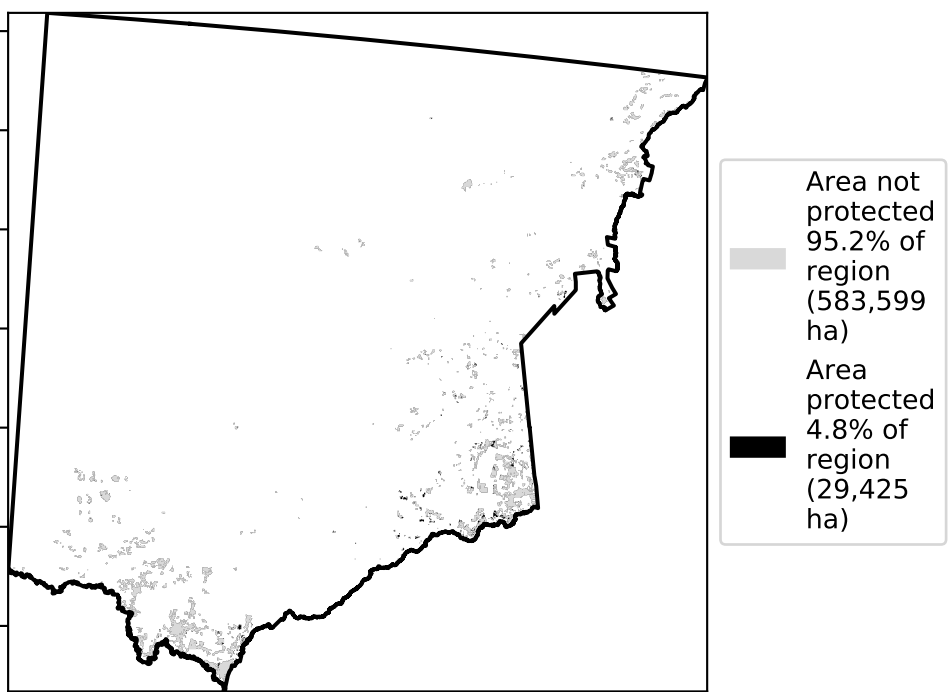 Area not
protected
95.2% of
region
(583,599
ha)
Area
protected
4.8% of
region
(29,425
ha)